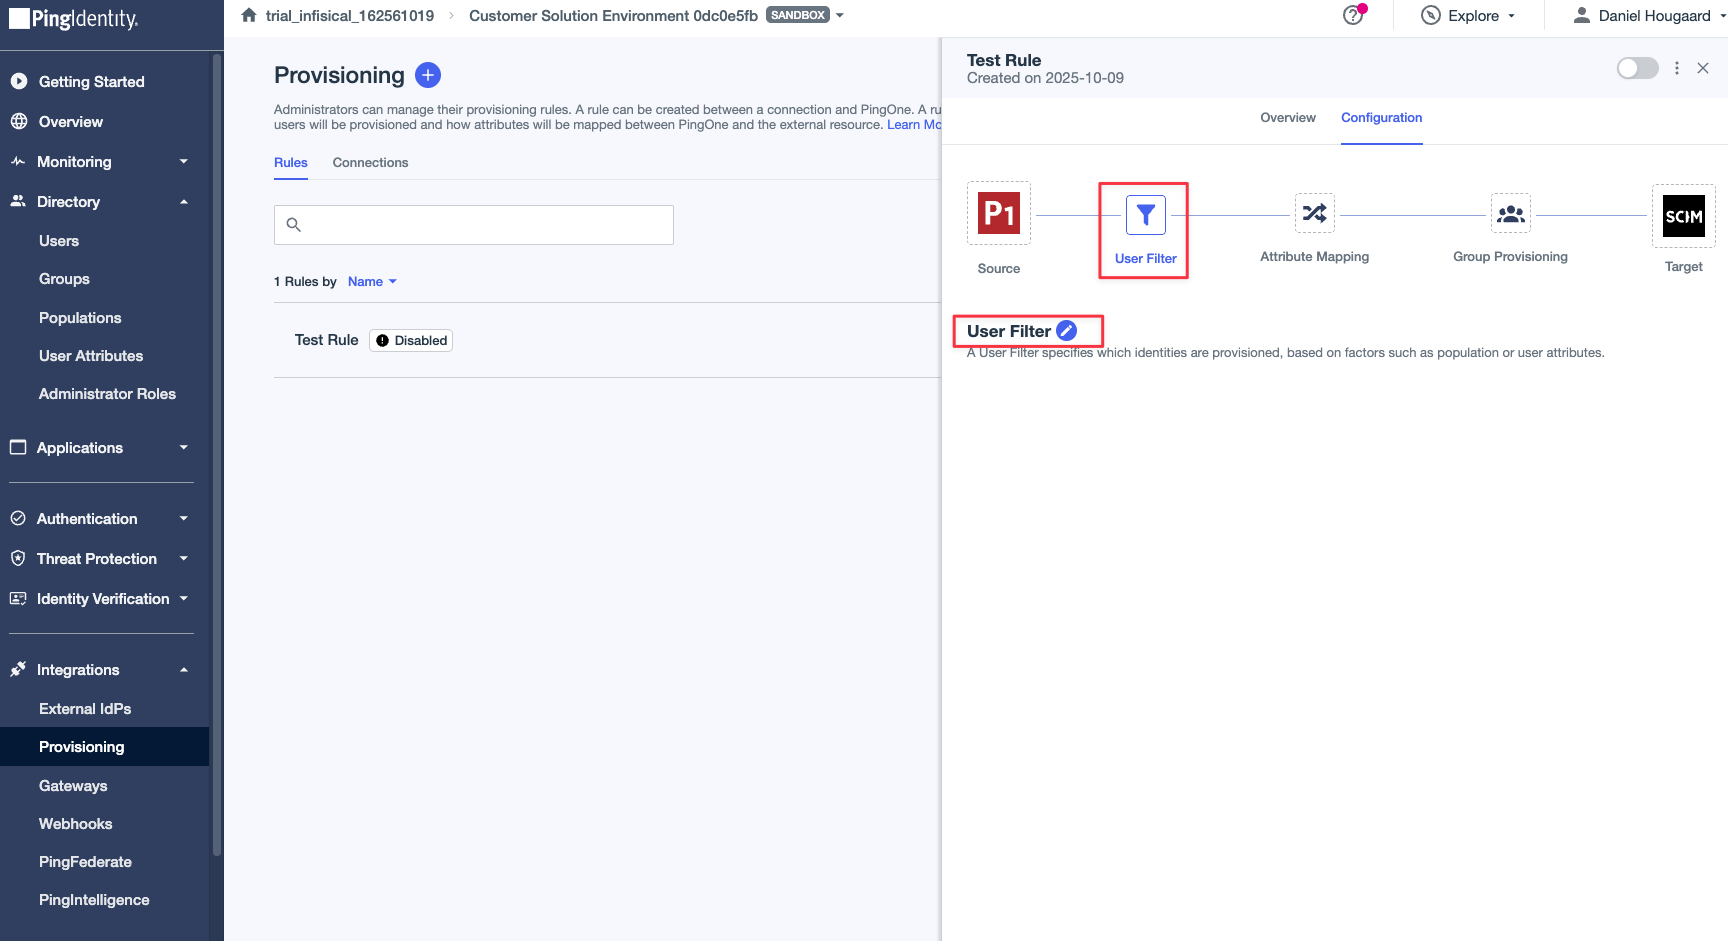 PingIdentity.
trial_infisical_162561019
Customer Solution Environment 0dc0e5fb
SANDBOX
Explore
Daniel Hougaard
Getting Started
Overview
Monitoring
Directory
Users
Groups
Populations
User Attributes
Administrator Roles
Applications
Authentication
Threat Protection
Identity Verification
Integrations
External IdPs
Provisioning
Gateways
Webhooks
PingFederate
PingIntelligence
Provisioning
Administrators can manage their provisioning rules. A rule can be created between a connection and PingOne. A ru
users will be provisioned and how attributes will be mapped between PingOne and the external resource. Learn Mo
Rules Connections
1 Rules by Name
Test Rule Disabled
Test Rule
Created on 2025-10-09
Overview Configuration
P1
SCIM
Source
User Filter
Attribute Mapping
Group Provisioning
Target
User Filter
A User Filter specifies which identities are provisioned, based on factors such as population or user attributes.